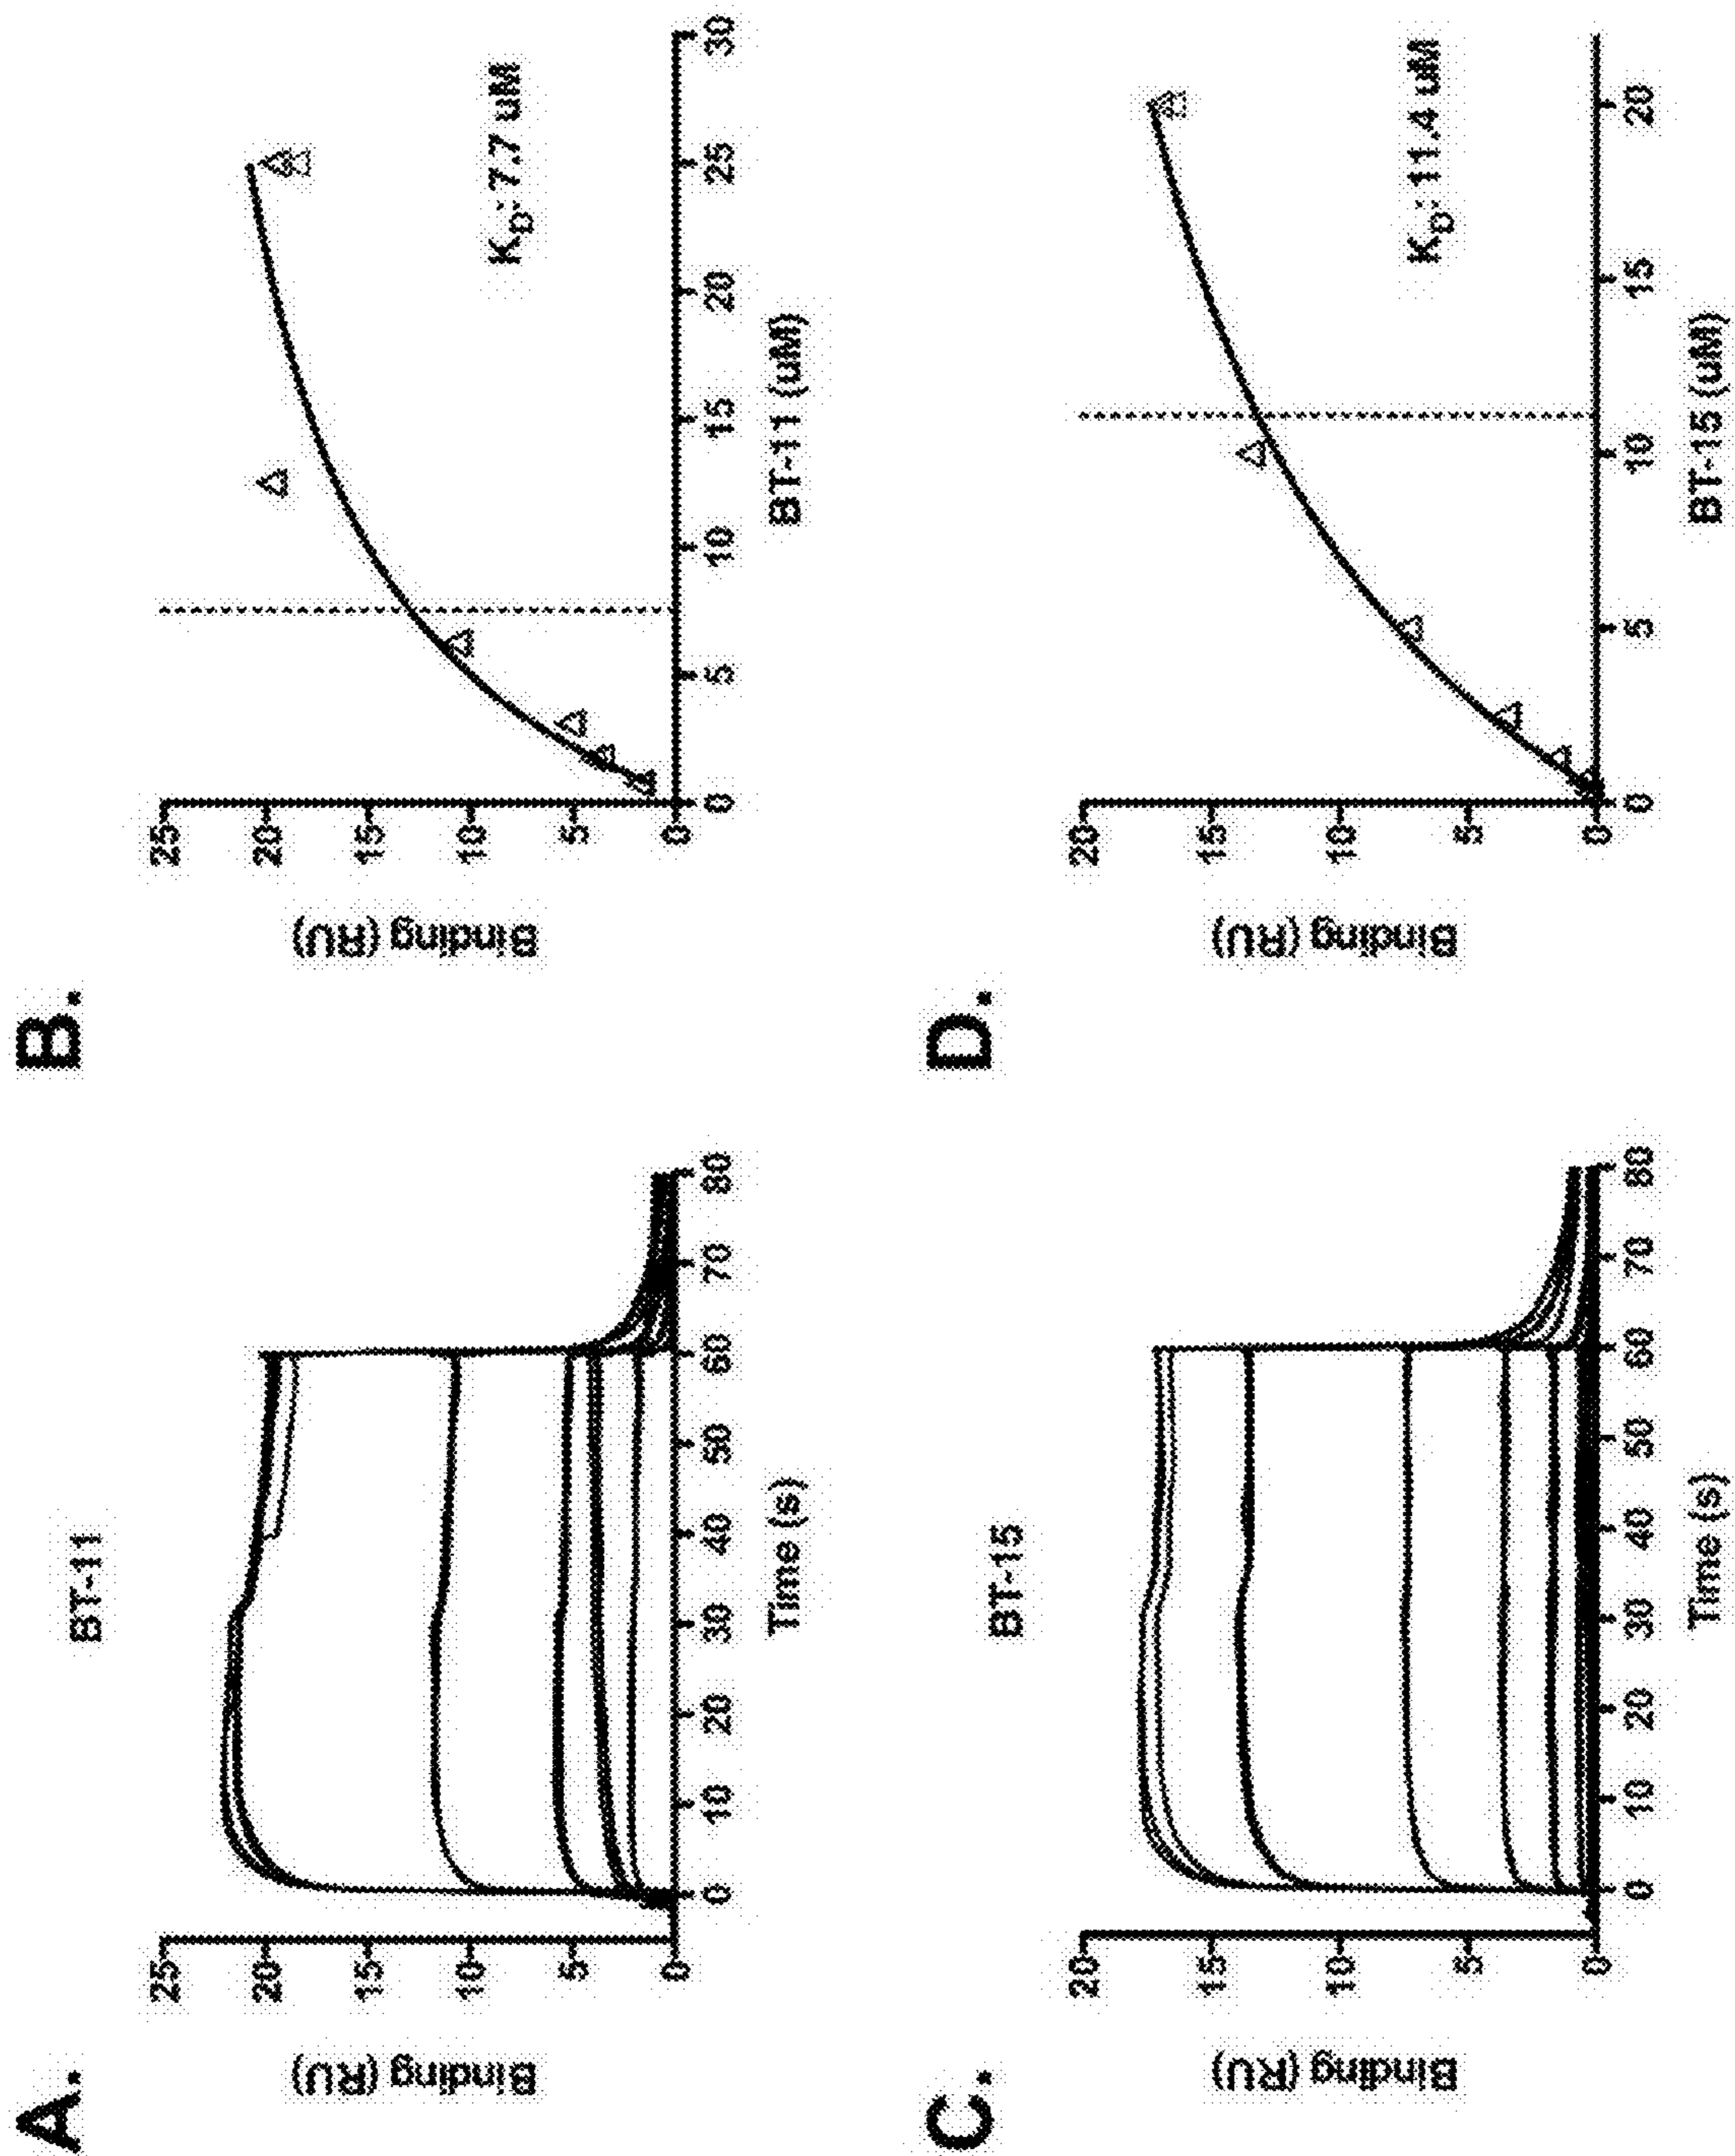 A.
BT-11
Binding (RU)
25
20
15
10
5
0
0 10 20 30 40 50 60 70 80
Time (s)
B.
Binding (RU)
25
20
15
10
5
0
K_D: 7.7 uM
0 5 10 15 20 25 30
BT-11 (uM)
C.
BT-15
Binding (RU)
20
15
10
5
0
0 10 20 30 40 50 60 70 80
Time (s)
D.
Binding (RU)
20
15
10
5
0
K_D: 11.4 uM
0 5 10 15 20
BT-15 (uM)